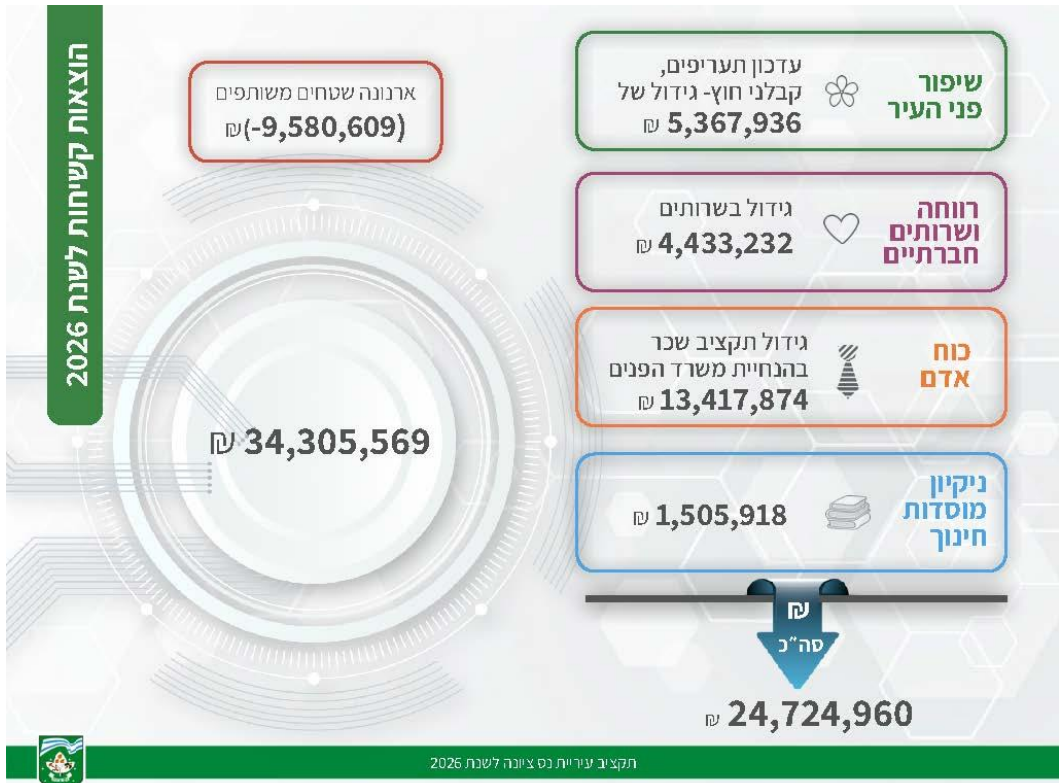 הוצאות קשיחות לשנת 2026
שיפור
פני העיר
עדכון תעריפים,
קבלני חוץ- גידול של
5,367,936 ₪
רווחה
ושרותים
חברתיים
גידול בשרותים
4,433,232 ₪
כוח
אדם
גידול תקציב שכר
בהנחיית משרד הפנים
13,417,874 ₪
ניקיון
מוסדות
חינוך
1,505,918 ₪
₪
סה"כ
24,724,960 ₪
ארנונה שטחים משותפים
(-9,580,609)₪
34,305,569 ₪
תקציב עיריית נס ציונה לשנת 2026